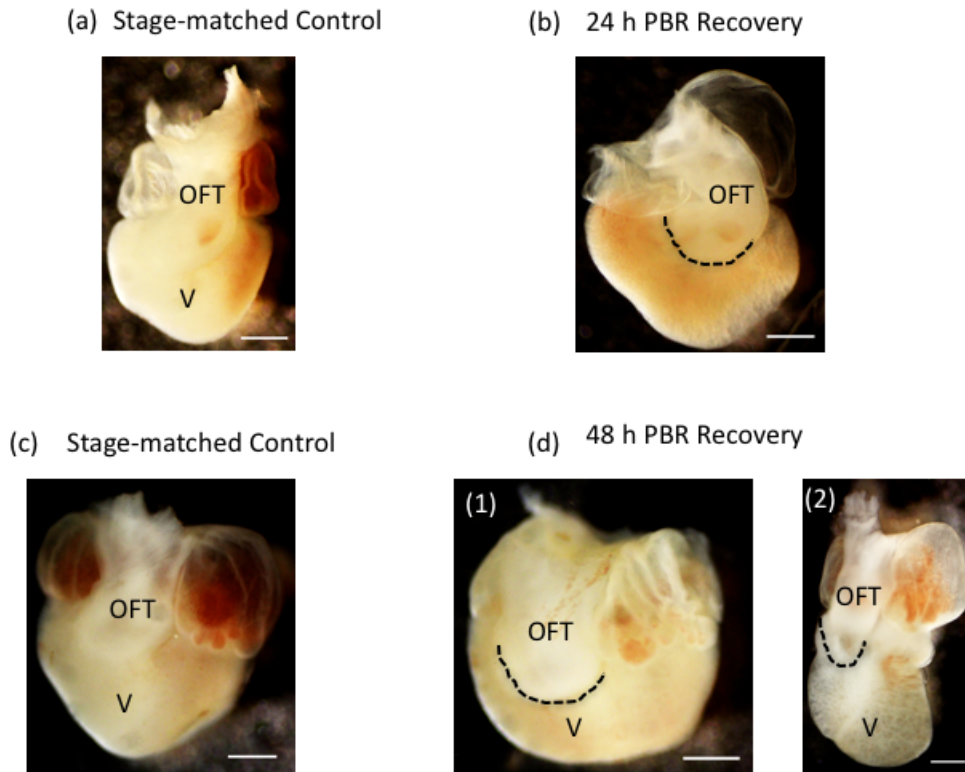 (a) Stage-matched Control
(b) 24 h PBR Recovery
OFT
V
OFT
(c) Stage-matched Control
(d) 48 h PBR Recovery
OFT
V
(1)
OFT
V
(2)
OFT
V